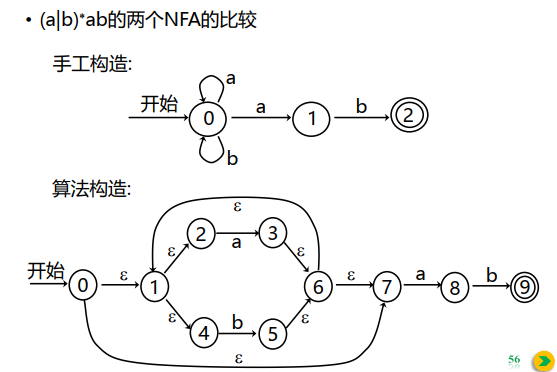 • (a|b)*ab的两个NFA的比较
手工构造:
a
开始 0 a 1 b 2
b
算法构造:
ε
2 a 3
ε ε
开始 0 ε 1 6 ε 7 a 8 b 9
ε ε
4 b 5
ε
56